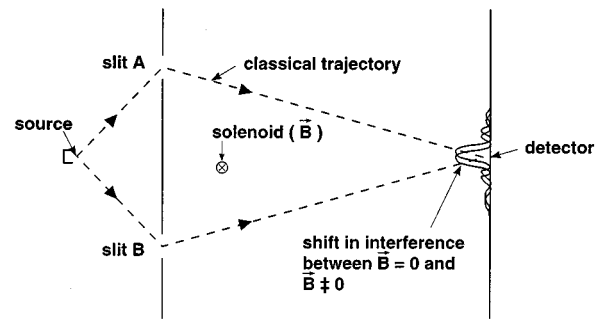 slit A
classical trajectory
source
solenoid ( B⃗ )
detector
slit B
shift in interference
between B⃗ = 0 and
B⃗ ‡ 0